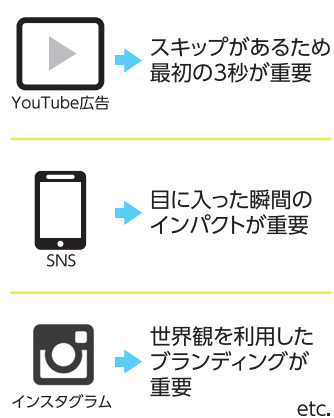 スキップがあるため
最初の3秒が重要
YouTube広告
目に入った瞬間の
インパクトが重要
SNS
世界観を利用した
ブランディングが
重要
インスタグラム
etc.